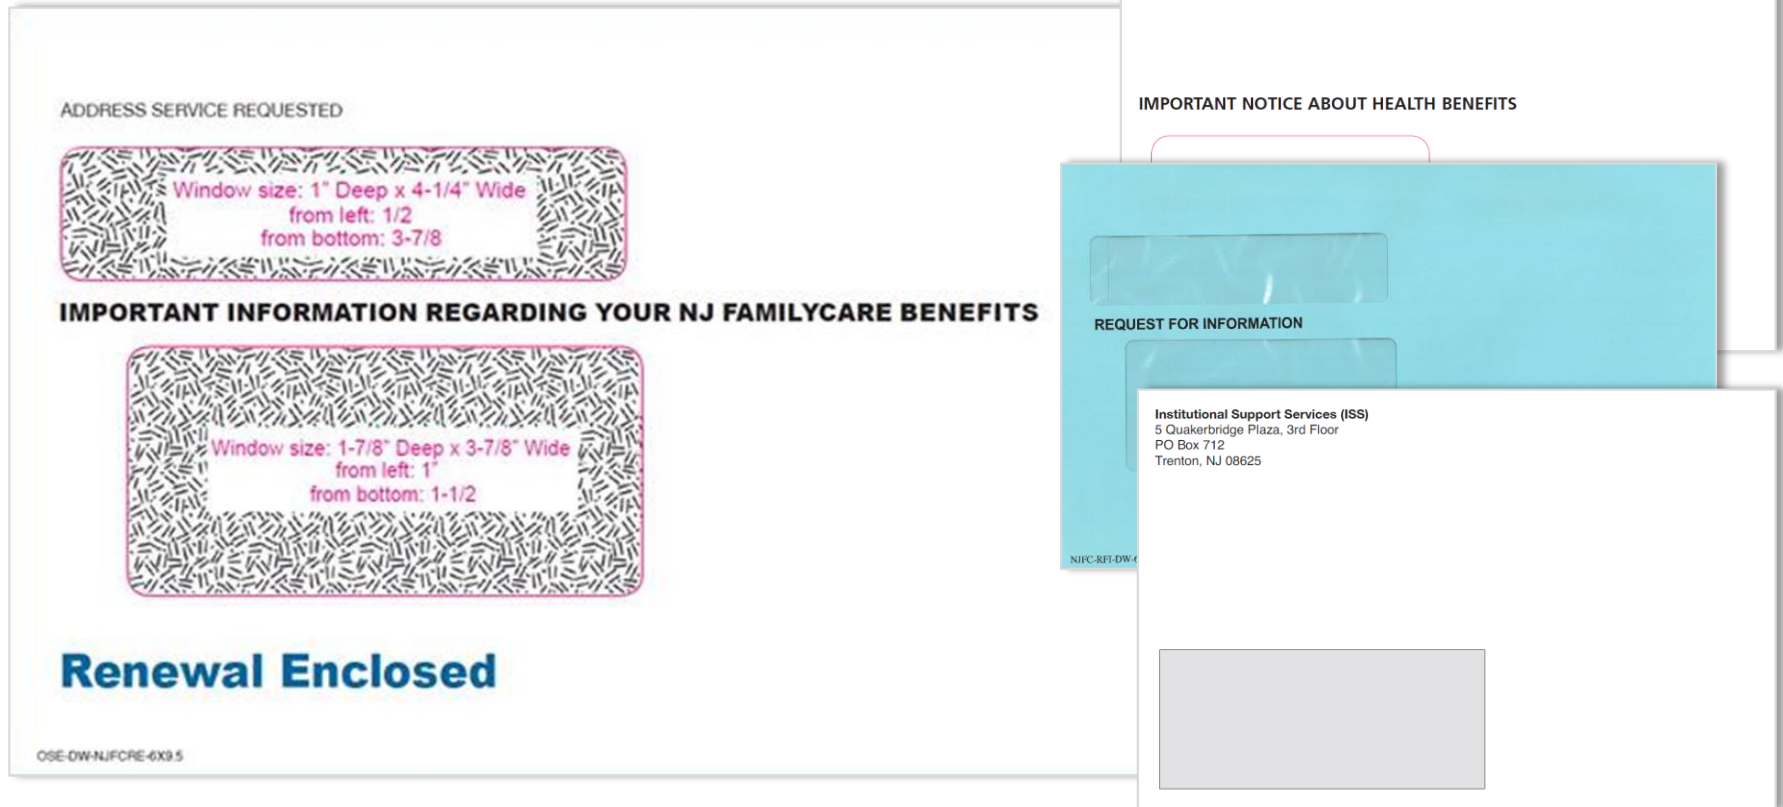 ADDRESS SERVICE REQUESTED
Window size: 1" Deep x 4-1/4" Wide
from left: 1/2
from bottom: 3-7/8
IMPORTANT INFORMATION REGARDING YOUR NJ FAMILYCARE BENEFITS
Window size: 1-7/8" Deep x 3-7/8" Wide
from left: 1"
from bottom: 1-1/2
Renewal Enclosed
OSE-DW-NJFCRE-6X9.5
IMPORTANT NOTICE ABOUT HEALTH BENEFITS
REQUEST FOR INFORMATION
NJFC-RFI-DW-
Institutional Support Services (ISS)
5 Quakerbridge Plaza, 3rd Floor
PO Box 712
Trenton, NJ 08625